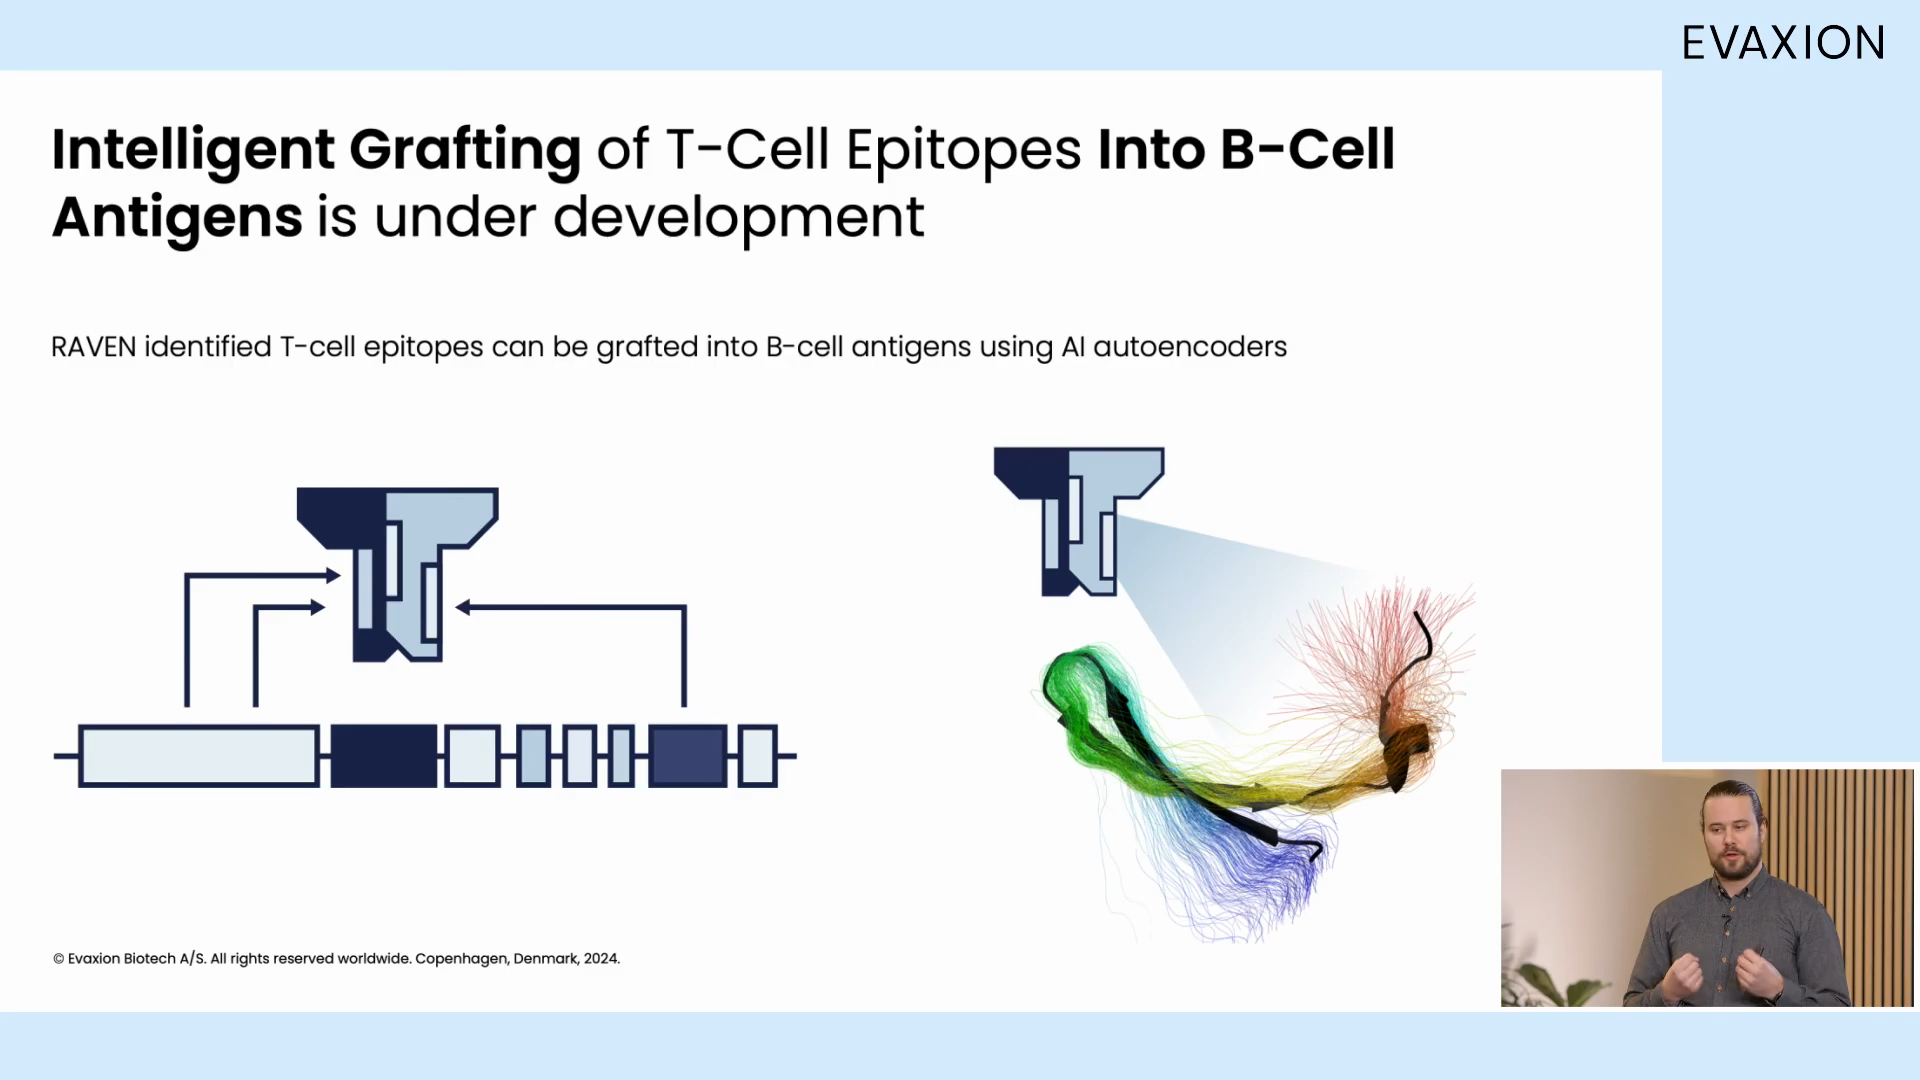 EVAXION
Intelligent Grafting of T-Cell Epitopes Into B-Cell
Antigens is under development
RAVEN identified T-cell epitopes can be grafted into B-cell antigens using AI autoencoders
© Evaxion Biotech A/S. All rights reserved worldwide. Copenhagen, Denmark, 2024.